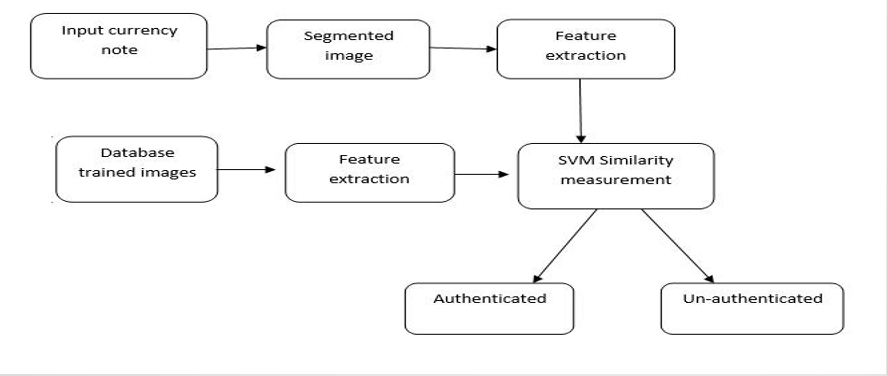 Input currency
note
Segmented
image
Feature
extraction
Database
trained images
Feature
extraction
SVM Similarity
measurement
Authenticated
Un-authenticated